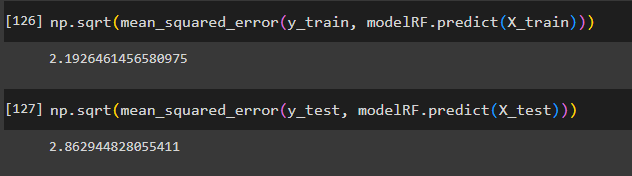 [126] np.sqrt(mean_squared_error(y_train, modelRF.predict(X_train)))
2.1926461456580975
[127] np.sqrt(mean_squared_error(y_test, modelRF.predict(X_test)))
2.862944828055411